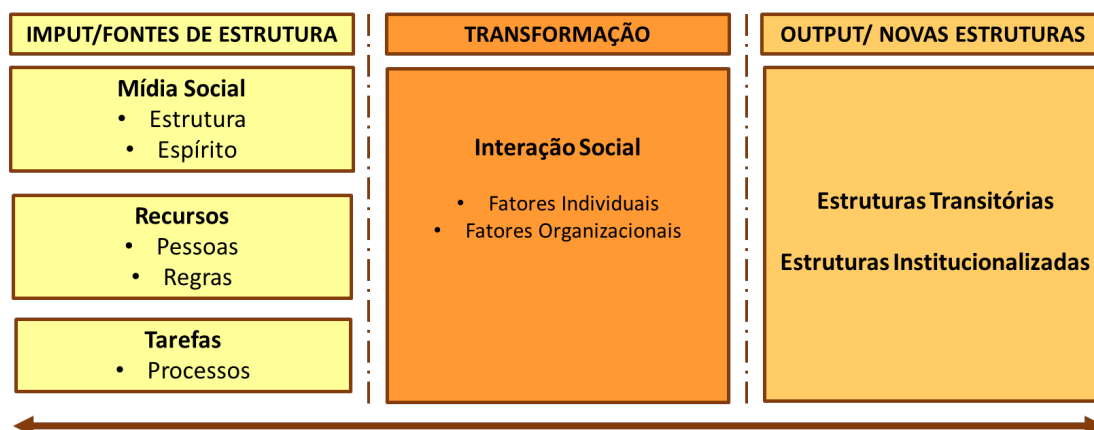 IMPUT/FONTES DE ESTRUTURA
Mídia Social
• Estrutura
• Espírito
Recursos
• Pessoas
• Regras
Tarefas
• Processos
TRANSFORMAÇÃO
Interação Social
• Fatores Individuais
• Fatores Organizacionais
OUTPUT/ NOVAS ESTRUTURAS
Estruturas Transitórias
Estruturas Institucionalizadas